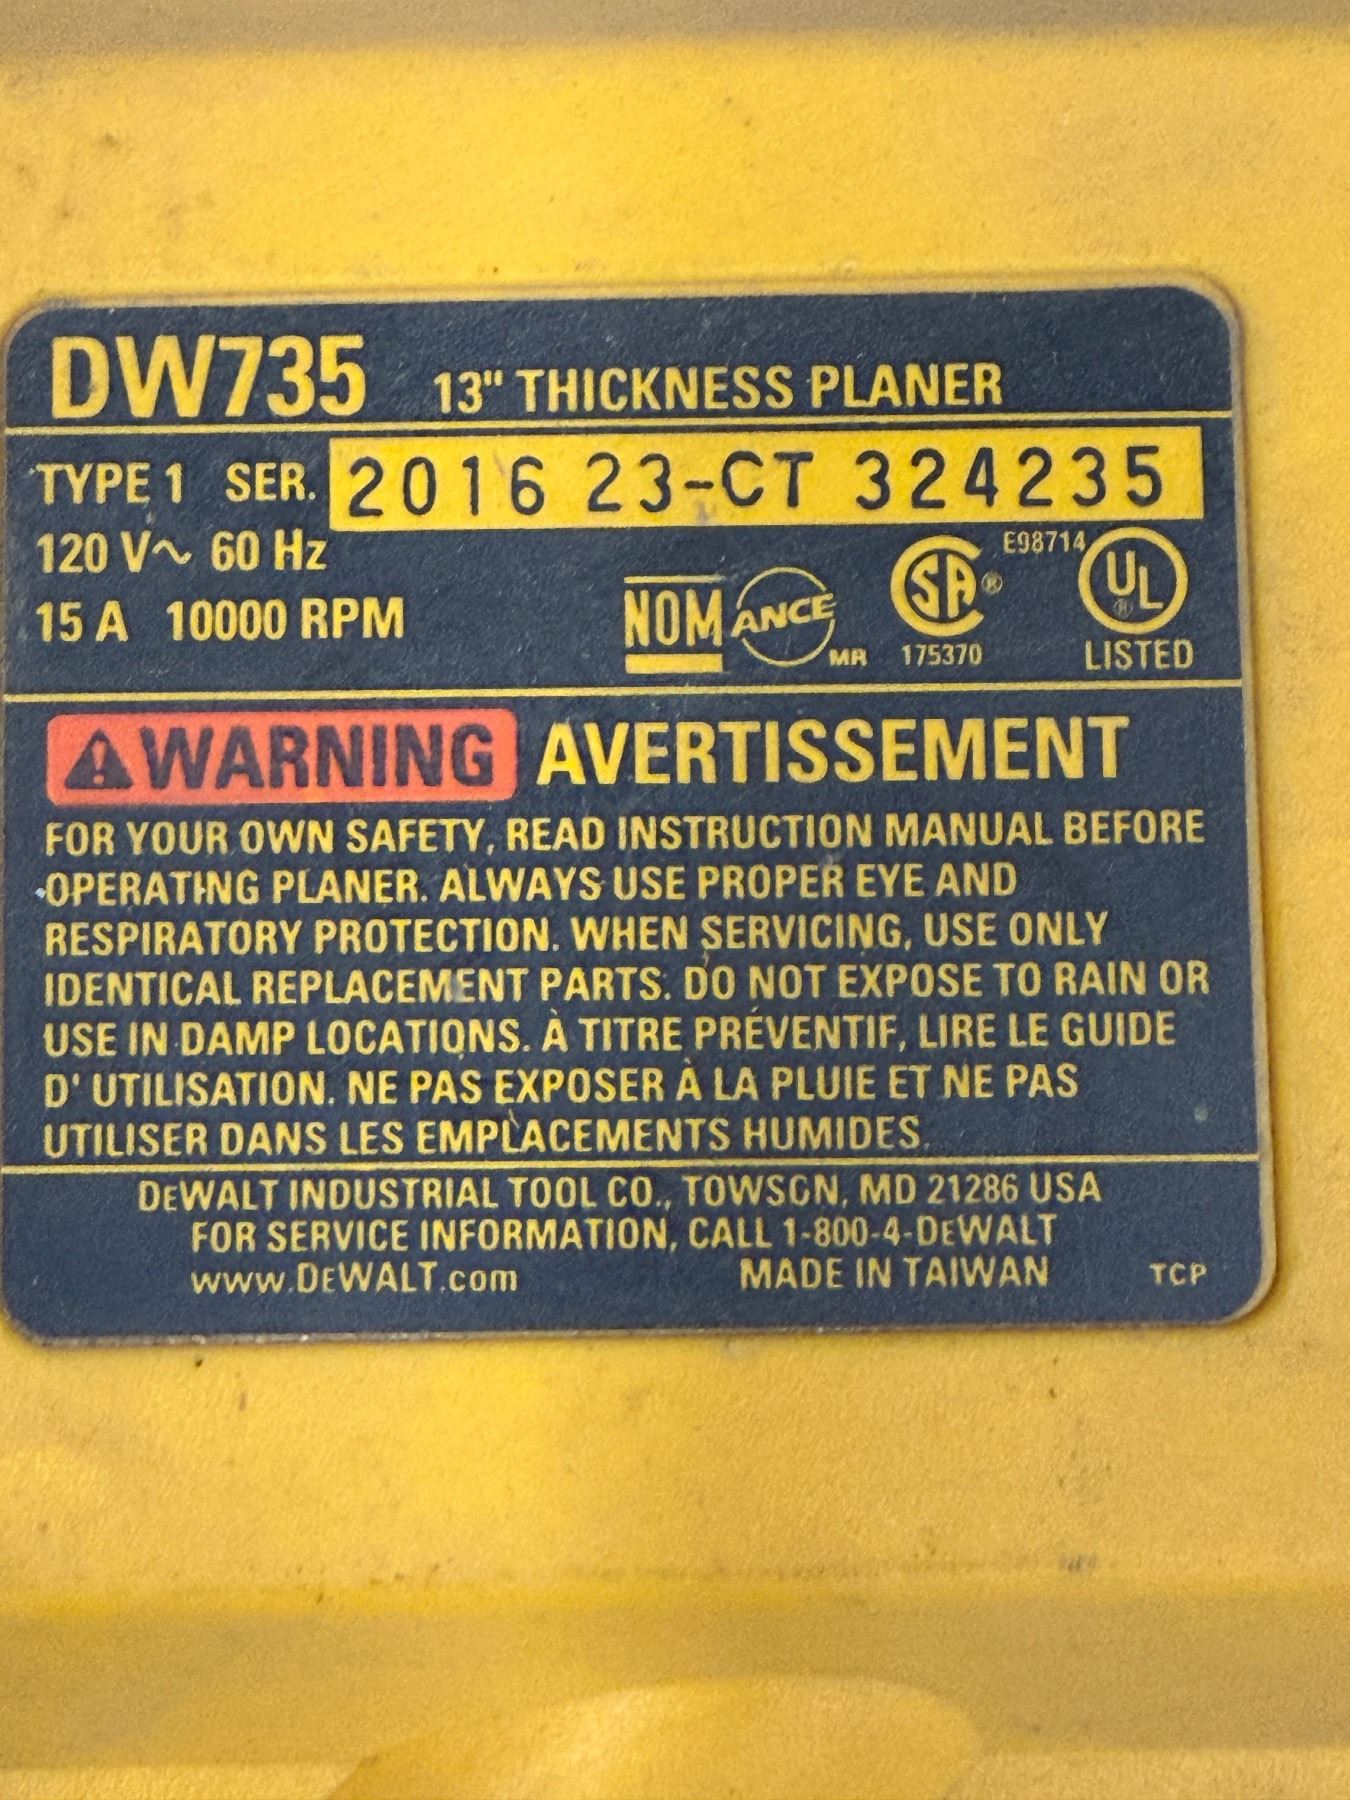 DW735 13" THICKNESS PLANER
TYPE 1 SER. 2016 23-CT 324235
120 V~ 60 Hz
15 A 10000 RPM
NOM ANCE MR
SA ® 175370
E98714 UL ® LISTED
WARNING AVERTISSEMENT
FOR YOUR OWN SAFETY, READ INSTRUCTION MANUAL BEFORE
OPERATING PLANER. ALWAYS USE PROPER EYE AND
RESPIRATORY PROTECTION. WHEN SERVICING, USE ONLY
IDENTICAL REPLACEMENT PARTS. DO NOT EXPOSE TO RAIN OR
USE IN DAMP LOCATIONS. À TITRE PRÉVENTIF, LIRE LE GUIDE
D' UTILISATION. NE PAS EXPOSER À LA PLUIE ET NE PAS
UTILISER DANS LES EMPLACEMENTS HUMIDES.
DEWALT INDUSTRIAL TOOL CO., TOWSON, MD 21286 USA
FOR SERVICE INFORMATION, CALL 1-800-4-DEWALT
www.DEWALT.com MADE IN TAIWAN TCP